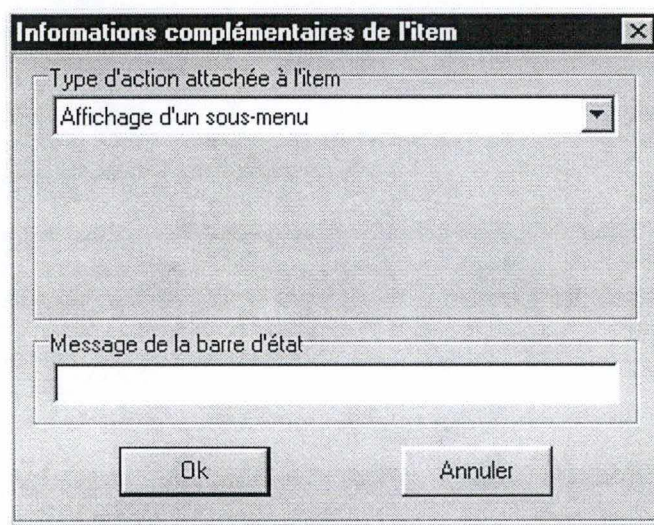 Informations complémentaires de l'item
Type d'action attachée à l'item
Affichage d'un sous-menu
Message de la barre d'état
Ok
Annuler